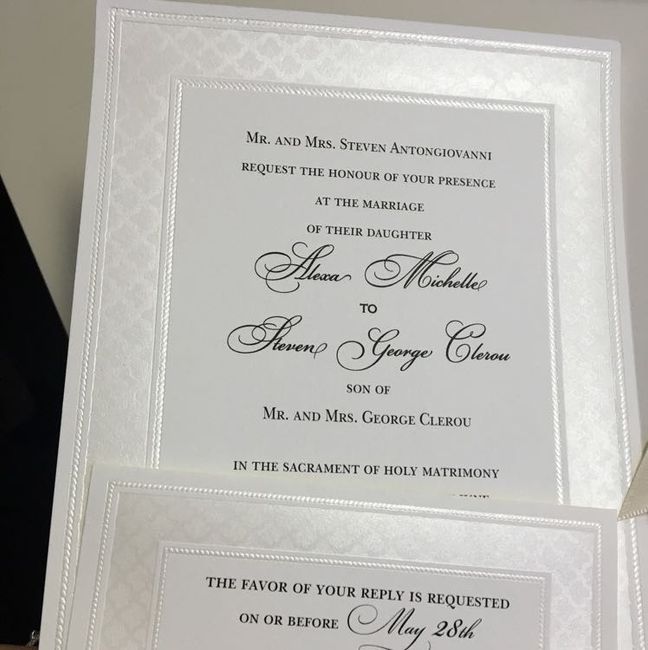 Mr. and Mrs. Steven Antongiovanni
request the honour of your presence
at the marriage
of their daughter
Alexa Michelle
to
Steven George Clerou
son of
Mr. and Mrs. George Clerou
in the sacrament of holy matrimony
the favor of your reply is requested
on or before May 28th